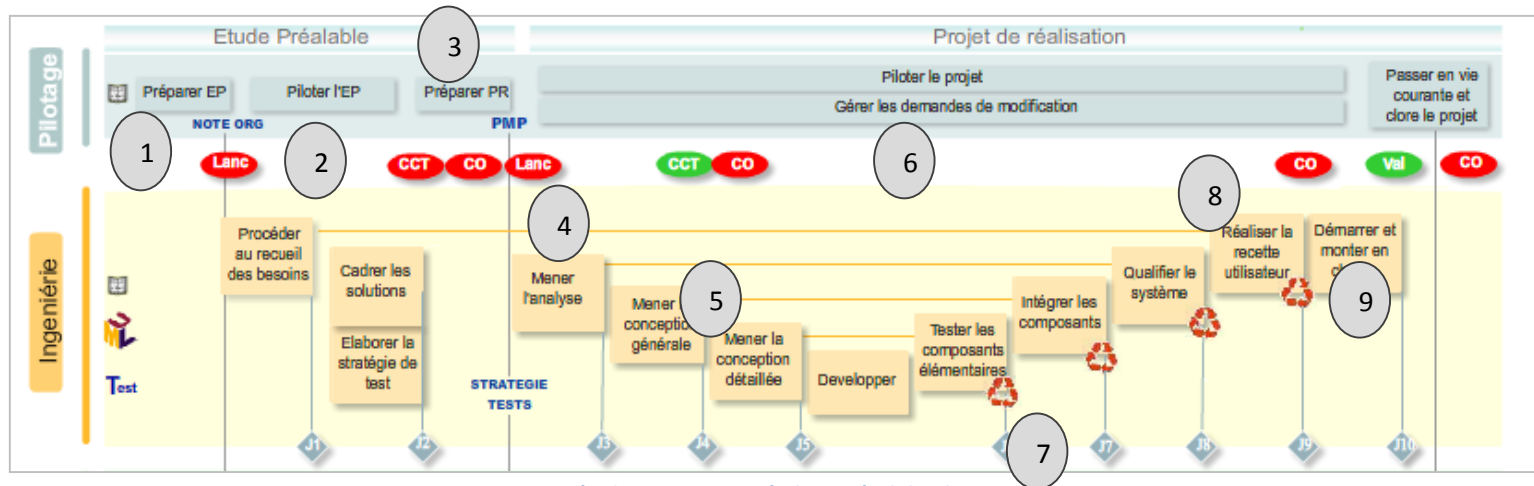 Etude Préalable
Projet de réalisation
3
Pilotage
Préparer EP
Piloter l'EP
Préparer PR
Piloter le projet
Gérer les demandes de modification
Passer en vie
courante et
clore le projet
NOTE ORG
PMP
1
Lanc
2
CCT
CO
Lanc
CCT
CO
6
CO
Val
CO
8
4
Ingeniérie
Procéder
au recueil
des besoins
Cadrer les
solutions
Elaborer la
stratégie de
test
Mener
l'analyse
Mener
générale
5
Mener la
conception
détaillée
Developper
Tester les
composants
élémentaires
Intégrer les
composants
Qualifier le
système
Réaliser la
recette
utilisateur
Démarrer et
monter en
9
UML
Test
STRATEGIE
TESTS
J1
J2
J3
J4
J5
7
J7
J8
J9
J10